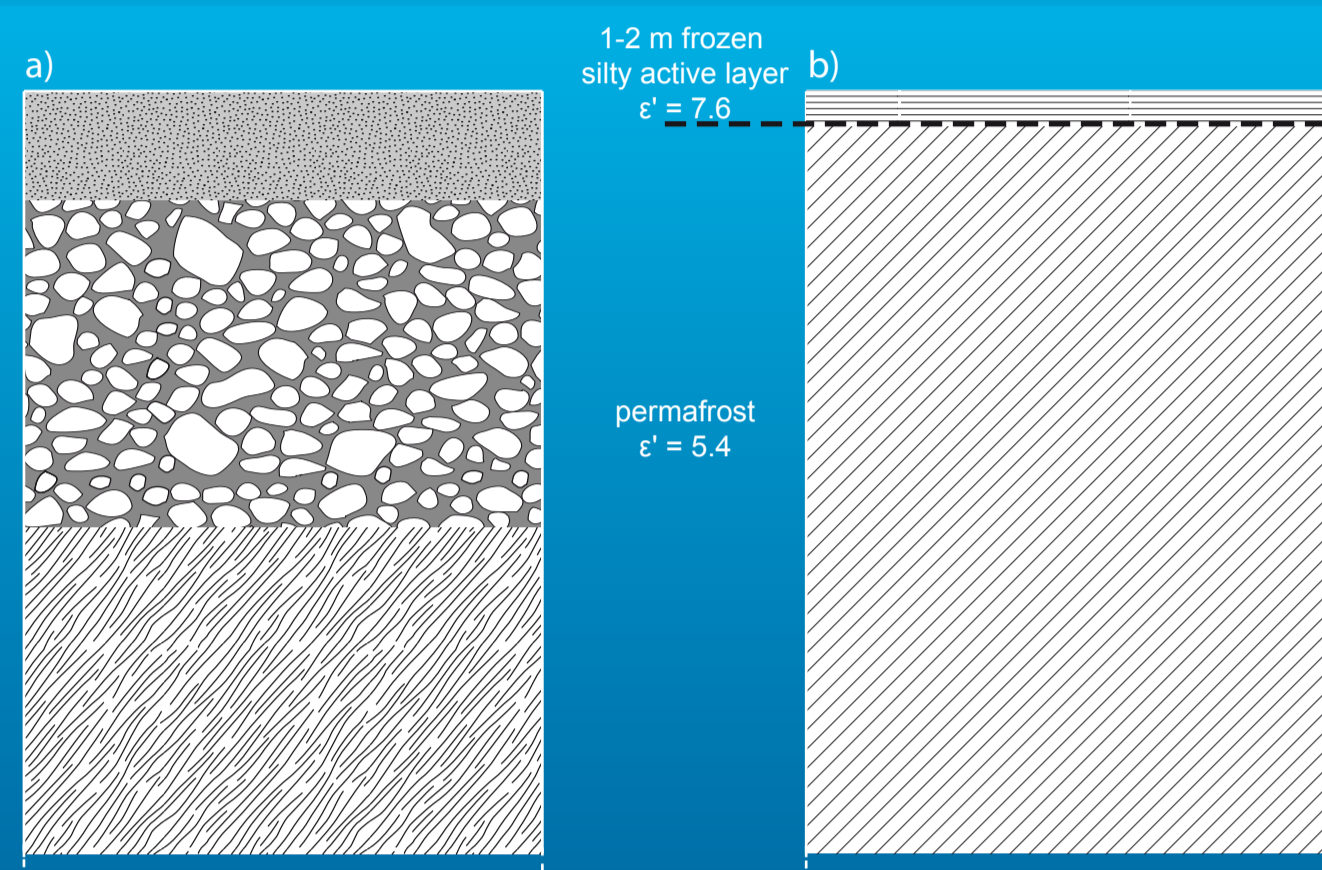 a)
1-2 m frozen
silty active layer
ε' = 7.6
b)
permafrost
ε' = 5.4